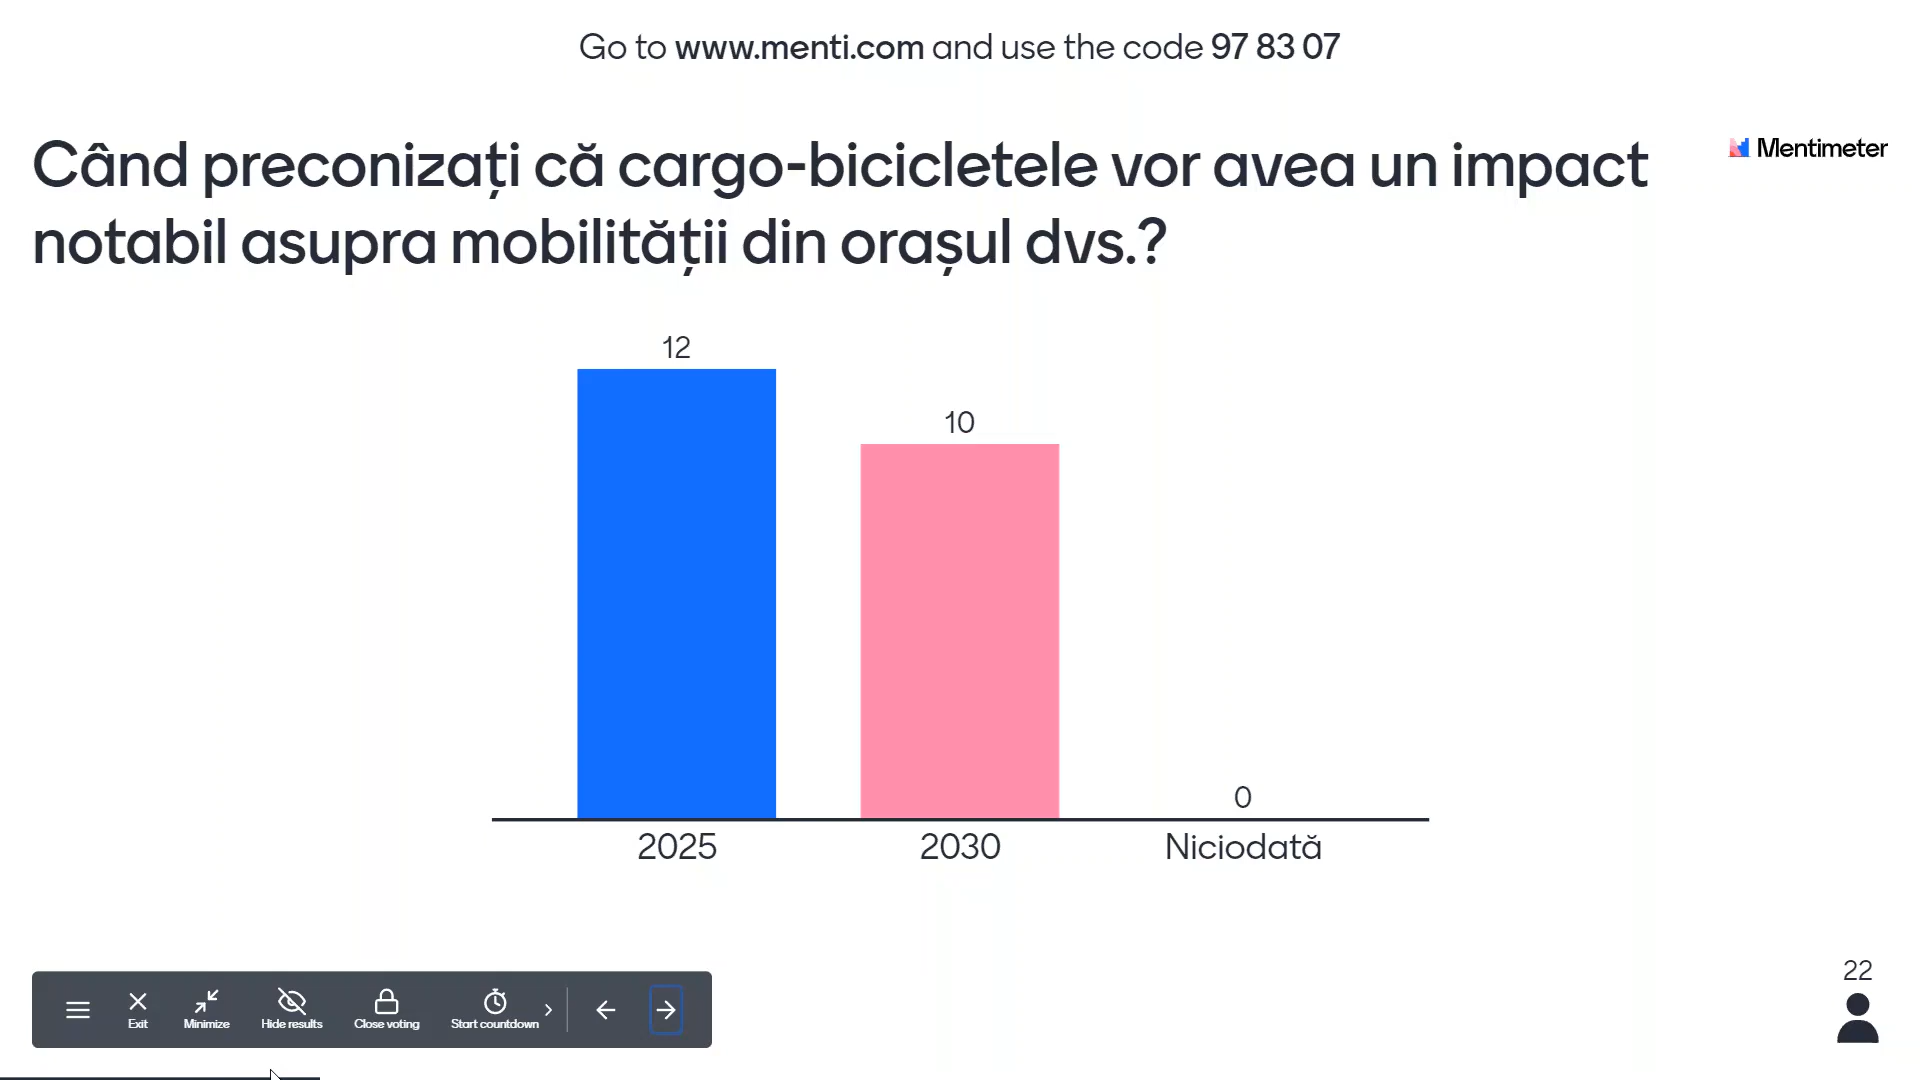 Go to www.menti.com and use the code 97 83 07
Când preconizați că cargo-bicicletele vor avea un impact
notabil asupra mobilității din orașul dvs.?
Mentimeter
12
10
0
2025
2030
Niciodată
22
Exit
Minimize
Hide results
Close voting
Start countdown